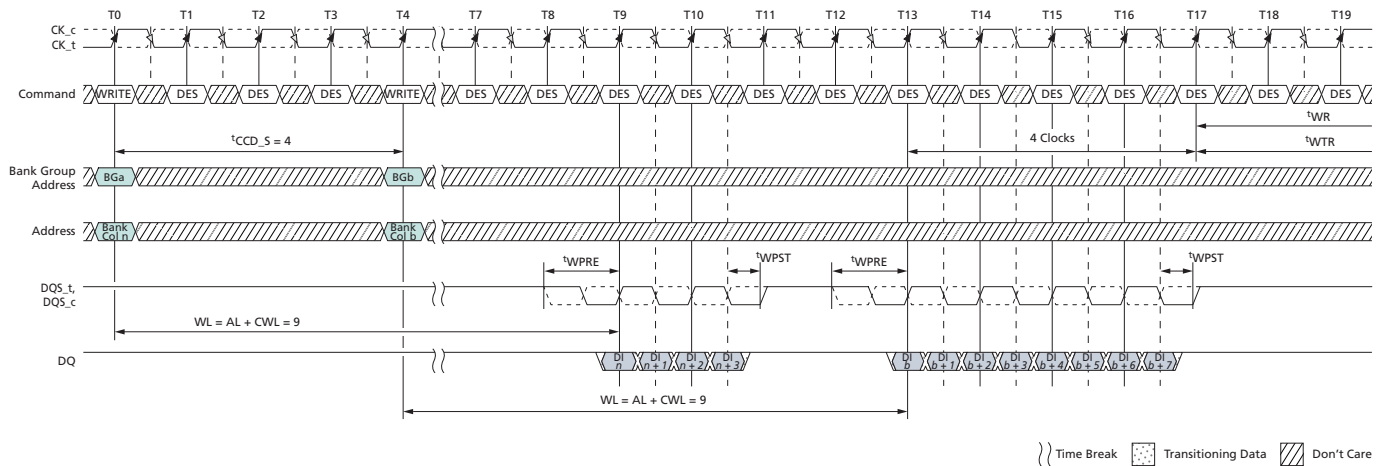 T0 T1 T2 T3 T4 T7 T8 T9 T10 T11 T12 T13 T14 T15 T16 T17 T18 T19
CK_c
CK_t
Command WRITE DES DES DES WRITE DES DES DES DES DES DES DES DES DES DES DES DES DES
tWR
tCCD_S = 4 4 Clocks tWTR
Bank Group
Address BGa BGb
Address Bank
Col n Bank
Col b
tWPRE tWPST tWPRE tWPST
DQS_t,
DQS_c
WL = AL + CWL = 9
DQ DI
n DI
n + 1 DI
n + 2 DI
n + 3 DI
b DI
b + 1 DI
b + 2 DI
b + 3 DI
b + 4 DI
b + 5 DI
b + 6 DI
b + 7
WL = AL + CWL = 9
Time Break Transitioning Data Don't Care